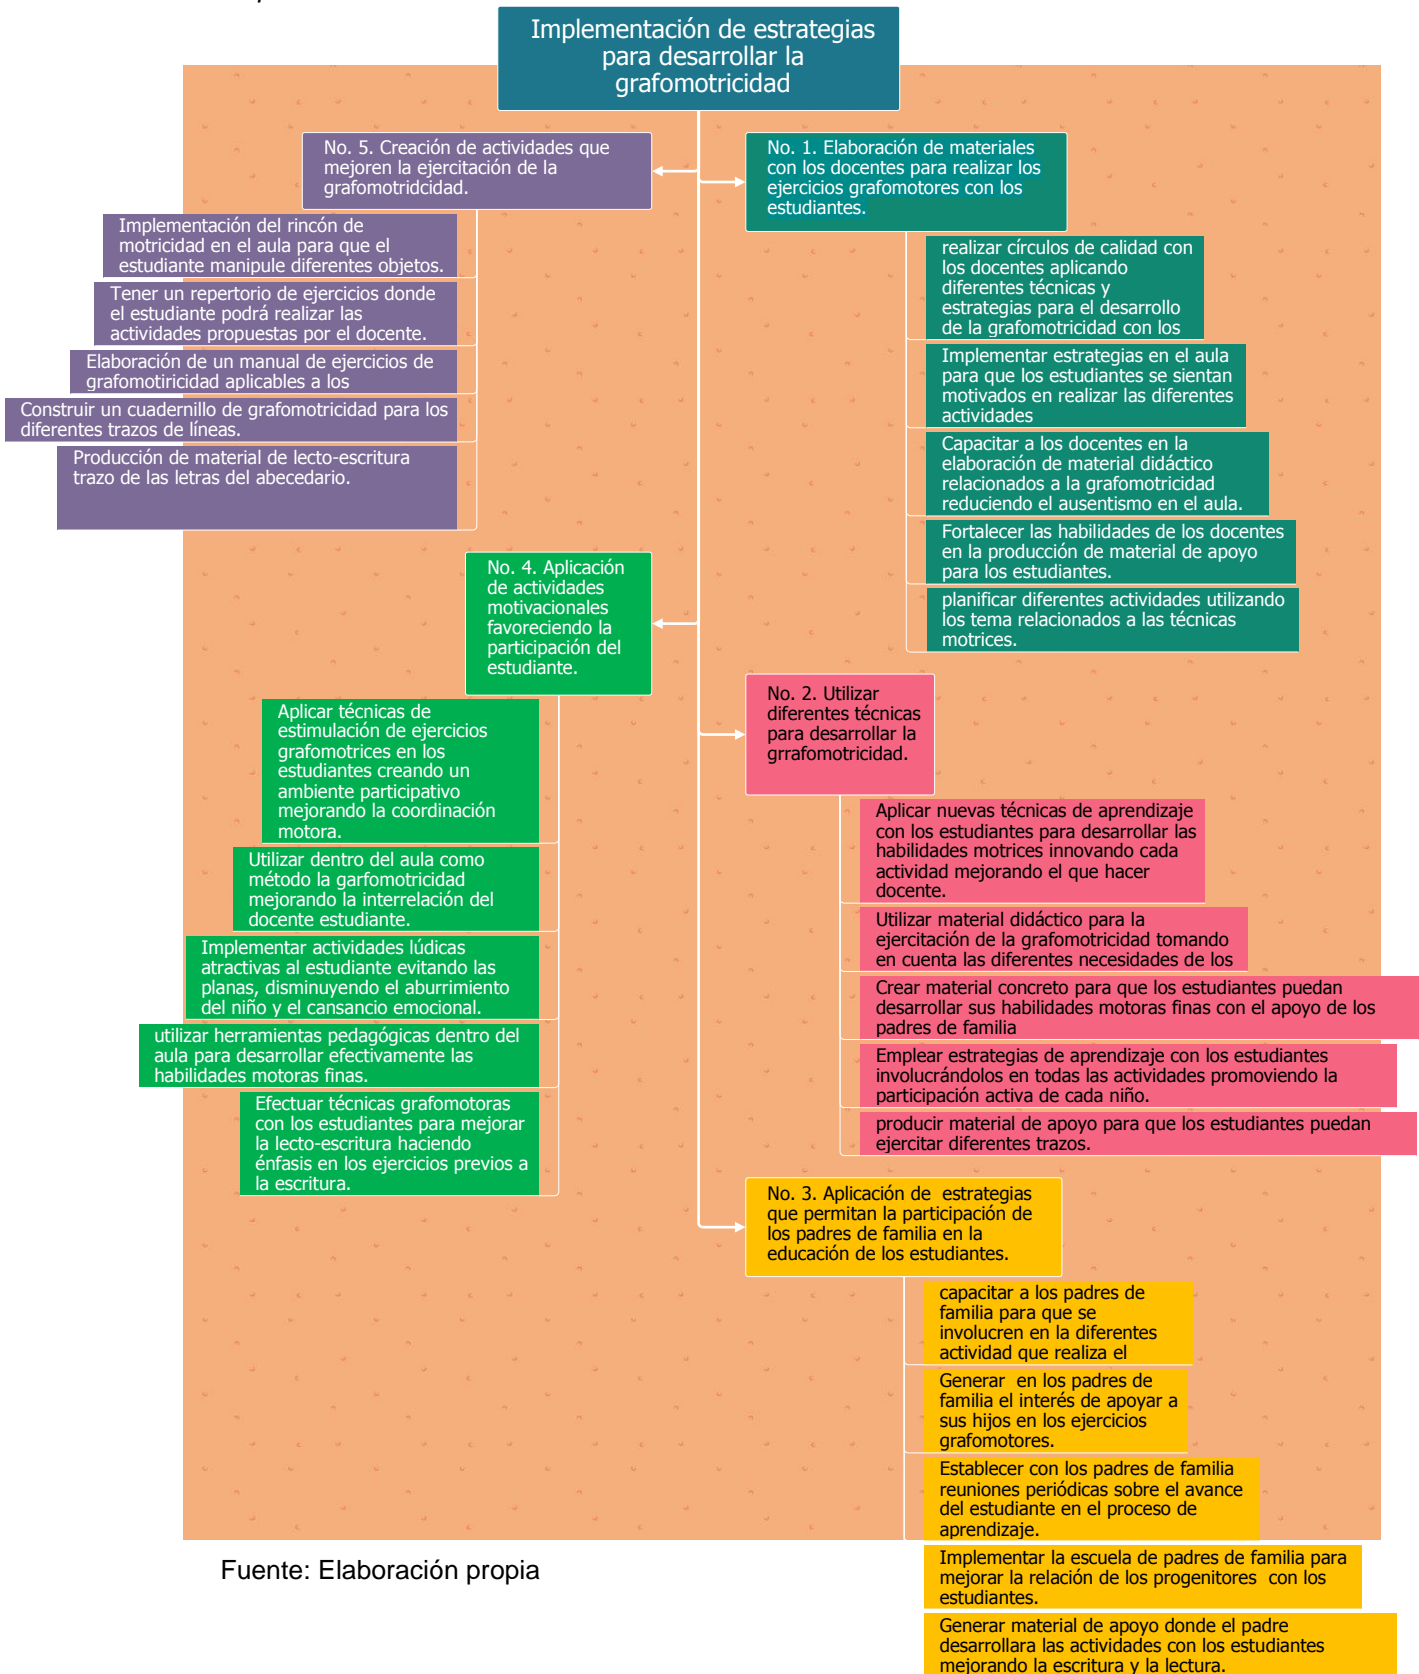 Implementación de estrategias
para desarrollar la
grafomotricidad
No. 5. Creación de actividades que
mejoren la ejercitación de la
grafomotridcidad.
Implementación del rincón de
motricidad en el aula para que el
estudiante manipule diferentes objetos.
Tener un repertorio de ejercicios donde
el estudiante podrá realizar las
actividades propuestas por el docente.
Elaboración de un manual de ejercicios de
grafomotiricidad aplicables a los
Construir un cuadernillo de grafomotricidad para los
diferentes trazos de líneas.
Producción de material de lecto-escritura
trazo de las letras del abecedario.
No. 1. Elaboración de materiales
con los docentes para realizar los
ejercicios grafomotores con los
estudiantes.
realizar círculos de calidad con
los docentes aplicando
diferentes técnicas y
estrategias para el desarrollo
de la grafomotricidad con los
Implementar estrategias en el aula
para que los estudiantes se sientan
motivados en realizar las diferentes
actividades
Capacitar a los docentes en la
elaboración de material didáctico
relacionados a la grafomotricidad
reduciendo el ausentismo en el aula.
Fortalecer las habilidades de los docentes
en la producción de material de apoyo
para los estudiantes.
planificar diferentes actividades utilizando
los tema relacionados a las técnicas
motrices.
No. 4. Aplicación
de actividades
motivacionales
favoreciendo la
participación del
estudiante.
Aplicar técnicas de
estimulación de ejercicios
grafomotrices en los
estudiantes creando un
ambiente participativo
mejorando la coordinación
motora.
Utilizar dentro del aula como
método la garfomotricidad
mejorando la interrelación del
docente estudiante.
Implementar actividades lúdicas
atractivas al estudiante evitando las
planas, disminuyendo el aburrimiento
del niño y el cansancio emocional.
utilizar herramientas pedagógicas dentro del
aula para desarrollar efectivamente las
habilidades motoras finas.
Efectuar técnicas grafomotoras
con los estudiantes para mejorar
la lecto-escritura haciendo
énfasis en los ejercicios previos a
la escritura.
No. 2. Utilizar
diferentes técnicas
para desarrollar la
grrafomotricidad.
Aplicar nuevas técnicas de aprendizaje
con los estudiantes para desarrollar las
habilidades motrices innovando cada
actividad mejorando el que hacer
docente.
Utilizar material didáctico para la
ejercitación de la grafomotricidad tomando
en cuenta las diferentes necesidades de los
Crear material concreto para que los estudiantes puedan
desarrollar sus habilidades motoras finas con el apoyo de los
padres de familia
Emplear estrategias de aprendizaje con los estudiantes
involucrándolos en todas las actividades promoviendo la
participación activa de cada niño.
producir material de apoyo para que los estudiantes puedan
ejercitar diferentes trazos.
No. 3. Aplicación de  estrategias
que permitan la participación de
los padres de familia en la
educación de los estudiantes.
capacitar a los padres de
familia para que se
involucren en la diferentes
actividad que realiza el
Generar  en los padres de
familia el interés de apoyar a
sus hijos en los ejercicios
grafomotores.
Establecer con los padres de familia
reuniones periódicas sobre el avance
del estudiante en el proceso de
aprendizaje.
Implementar la escuela de padres de familia para
mejorar la relación de los progenitores  con los
estudiantes.
Generar material de apoyo donde el padre
desarrollara las actividades con los estudiantes
mejorando la escritura y la lectura.
Fuente: Elaboración propia